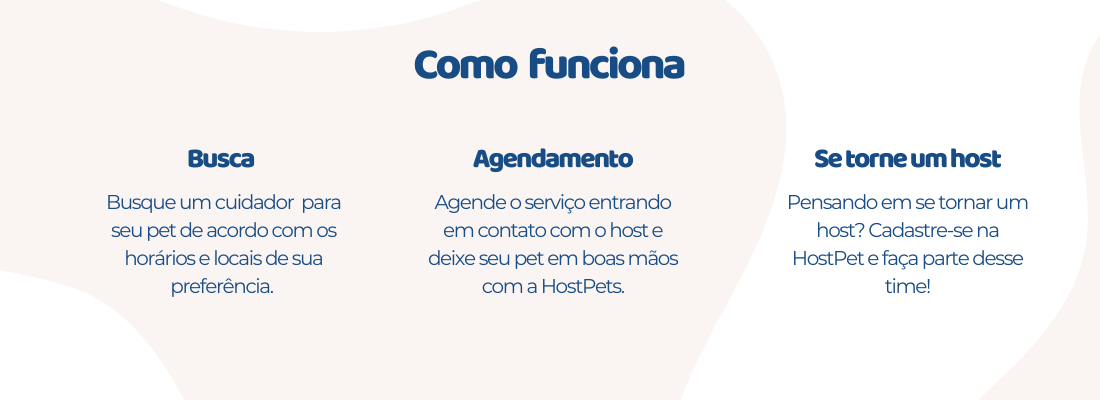 Como funciona
Busca
Busque um cuidador para
seu pet de acordo com os
horários e locais de sua
preferência.
Agendamento
Agende o serviço entrando
em contato com o host e
deixe seu pet em boas mãos
com a HostPets.
Se torne um host
Pensando em se tornar um
host? Cadastre-se na
HostPet e faça parte desse
time!